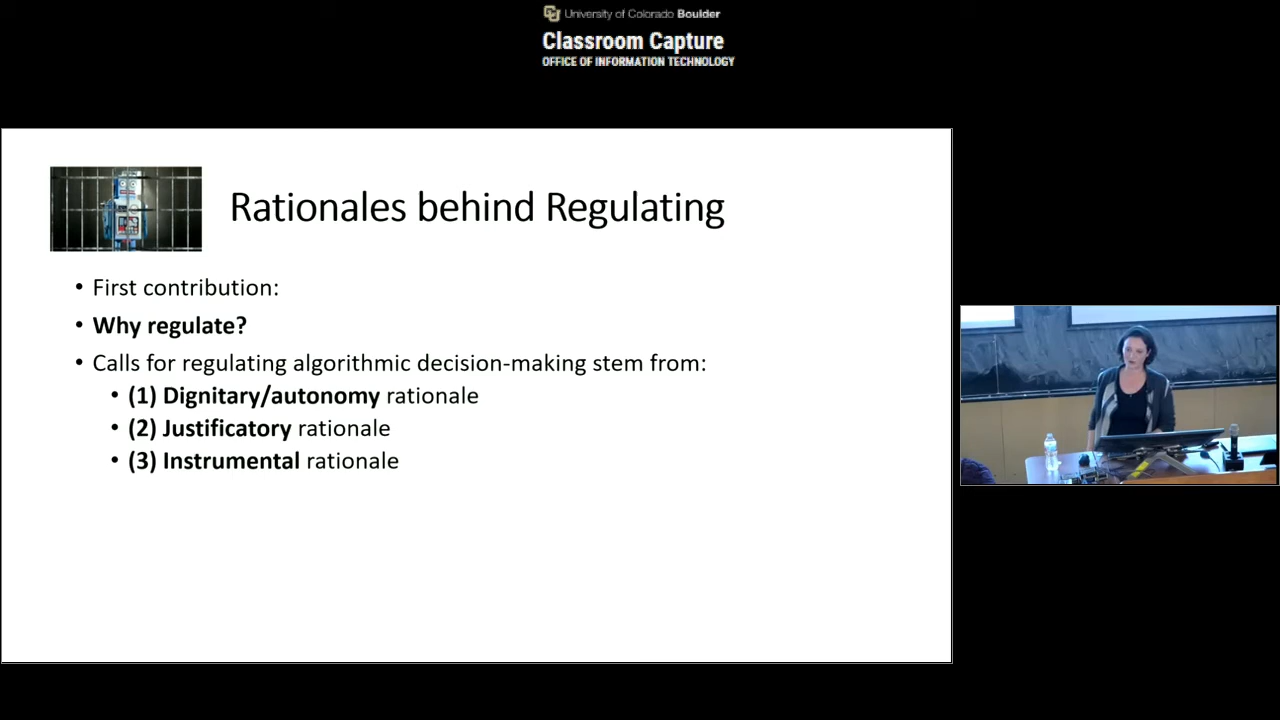 University of Colorado Boulder
Classroom Capture
OFFICE OF INFORMATION TECHNOLOGY
Rationales behind Regulating
• First contribution:
• Why regulate?
• Calls for regulating algorithmic decision-making stem from:
• (1) Dignitary/autonomy rationale
• (2) Justificatory rationale
• (3) Instrumental rationale